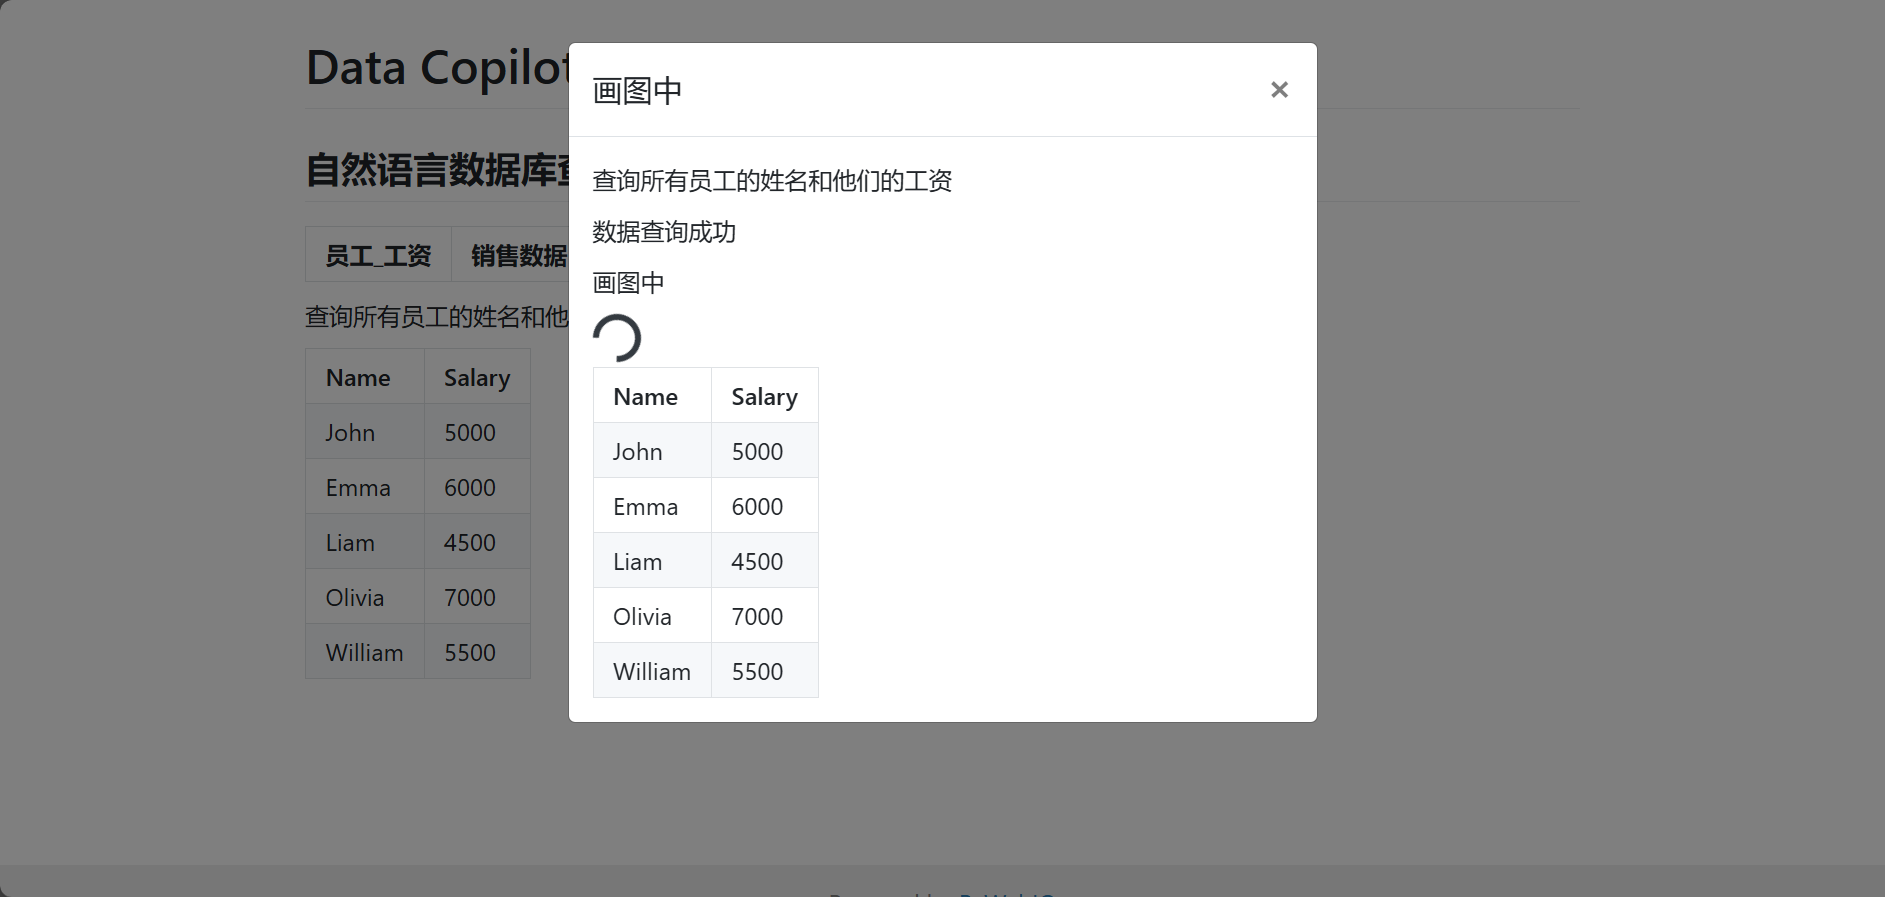 Data Copilot
自然语言数据库
员工_工资 销售数据
查询所有员工的姓名和他
Name Salary
John 5000
Emma 6000
Liam 4500
Olivia 7000
William 5500
画图中 ×
查询所有员工的姓名和他们的工资
数据查询成功
画图中
Name Salary
John 5000
Emma 6000
Liam 4500
Olivia 7000
William 5500